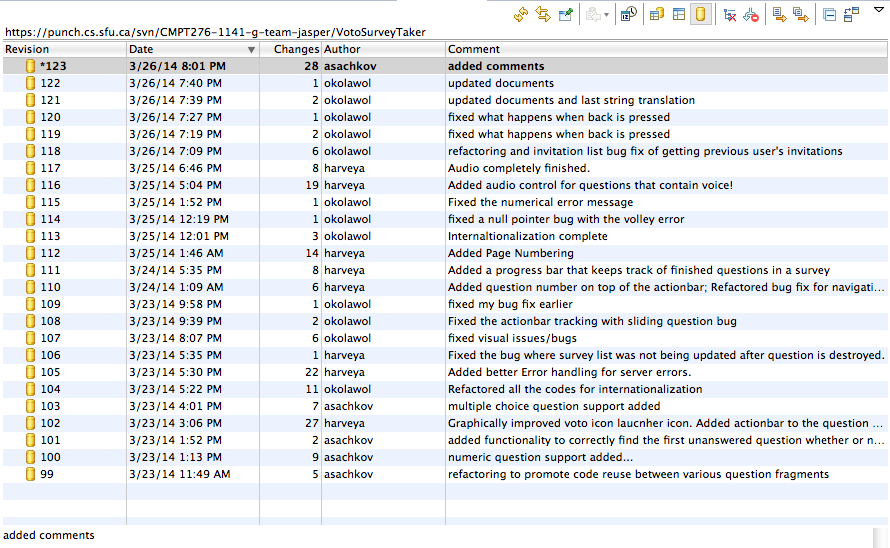 https://punch.cs.sfu.ca/svn/CMPT276-1141-g-team-jasper/VotoSurveyTaker
Revision Date Changes Author Comment
*123 3/26/14 8:01 PM 28 asachkov added comments
122 3/26/14 7:40 PM 1 okolawol updated documents
121 3/26/14 7:39 PM 2 okolawol updated documents and last string translation
120 3/26/14 7:27 PM 1 okolawol fixed what happens when back is pressed
119 3/26/14 7:19 PM 2 okolawol fixed what happens when back is pressed
118 3/26/14 7:09 PM 6 okolawol refactoring and invitation list bug fix of getting previous user's invitations
117 3/25/14 6:46 PM 8 harveya Audio completely finished.
116 3/25/14 5:04 PM 19 harveya Added audio control for questions that contain voice!
115 3/25/14 1:52 PM 1 okolawol Fixed the numerical error message
114 3/25/14 12:19 PM 1 okolawol fixed a null pointer bug with the volley error
113 3/25/14 12:01 PM 3 okolawol Internaltionalization complete
112 3/25/14 1:46 AM 14 harveya Added Page Numbering
111 3/24/14 5:35 PM 8 harveya Added a progress bar that keeps track of finished questions in a survey
110 3/24/14 1:09 AM 6 harveya Added question number on top of the actionbar; Refactored bug fix for navigati...
109 3/23/14 9:58 PM 1 okolawol fixed my bug fix earlier
108 3/23/14 9:39 PM 2 okolawol Fixed the actionbar tracking with sliding question bug
107 3/23/14 8:07 PM 6 okolawol fixed visual issues/bugs
106 3/23/14 5:35 PM 1 harveya Fixed the bug where survey list was not being updated after question is destroyed.
105 3/23/14 5:30 PM 22 harveya Added better Error handling for server errors.
104 3/23/14 5:22 PM 11 okolawol Refactored all the codes for internationalization
103 3/23/14 4:01 PM 7 asachkov multiple choice question support added
102 3/23/14 3:06 PM 27 harveya Graphically improved voto icon laucnher icon. Added actionbar to the question ...
101 3/23/14 1:52 PM 2 asachkov added functionality to correctly find the first unanswered question whether or n...
100 3/23/14 1:13 PM 9 asachkov numeric question support added...
99 3/23/14 11:49 AM 5 asachkov refactoring to promote code reuse between various question fragments
added comments